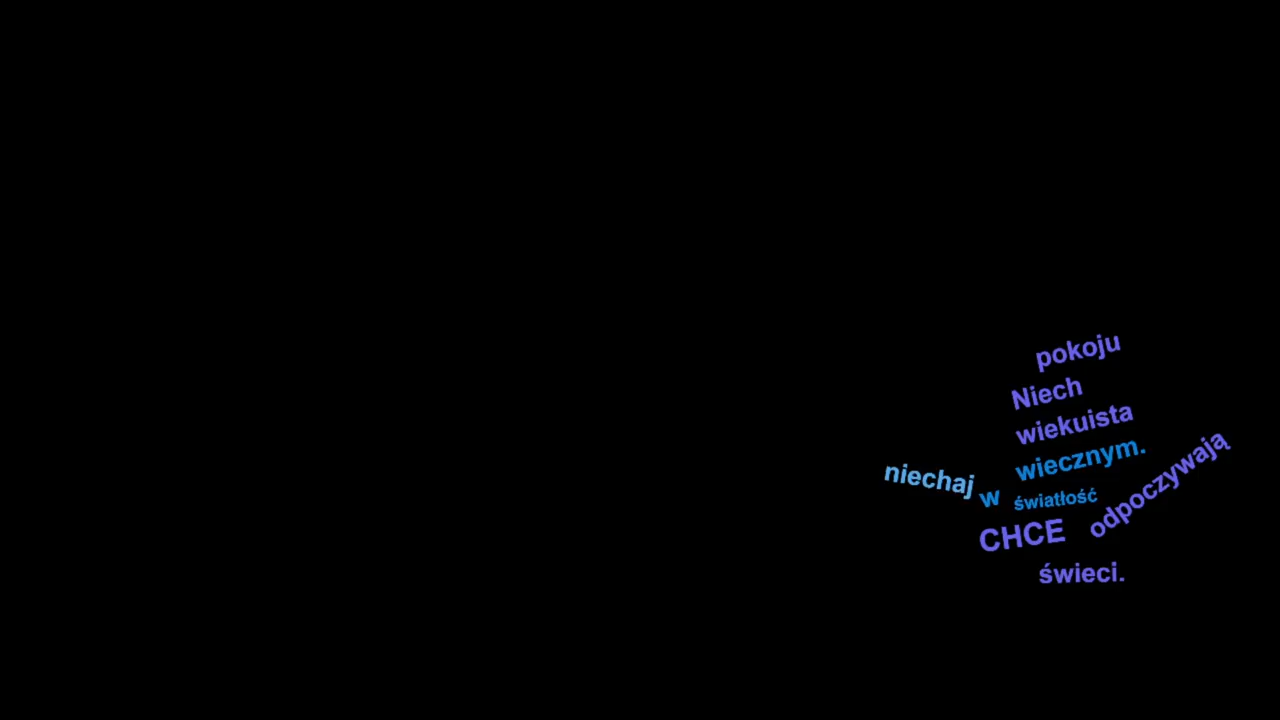 pokoju
Niech
wiekuista
wiecznym.
niechaj
w
światłość
odpoczywają
CHCE
świeci.